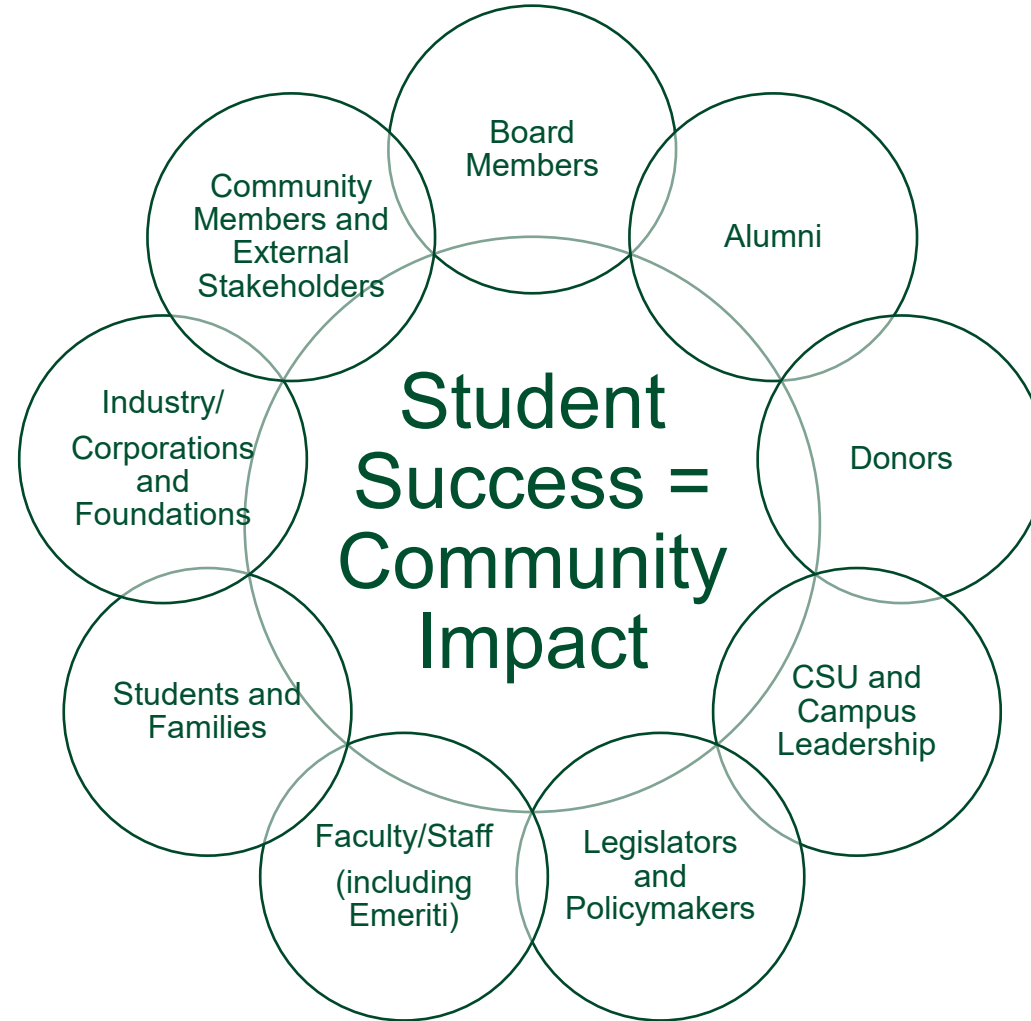 Board
Members
Alumni
Donors
CSU and
Campus
Leadership
Legislators
and
Policymakers
Faculty/Staff
(including
Emeriti)
Students and
Families
Industry/
Corporations
and
Foundations
Community
Members and
External
Stakeholders
Student
Success =
Community
Impact